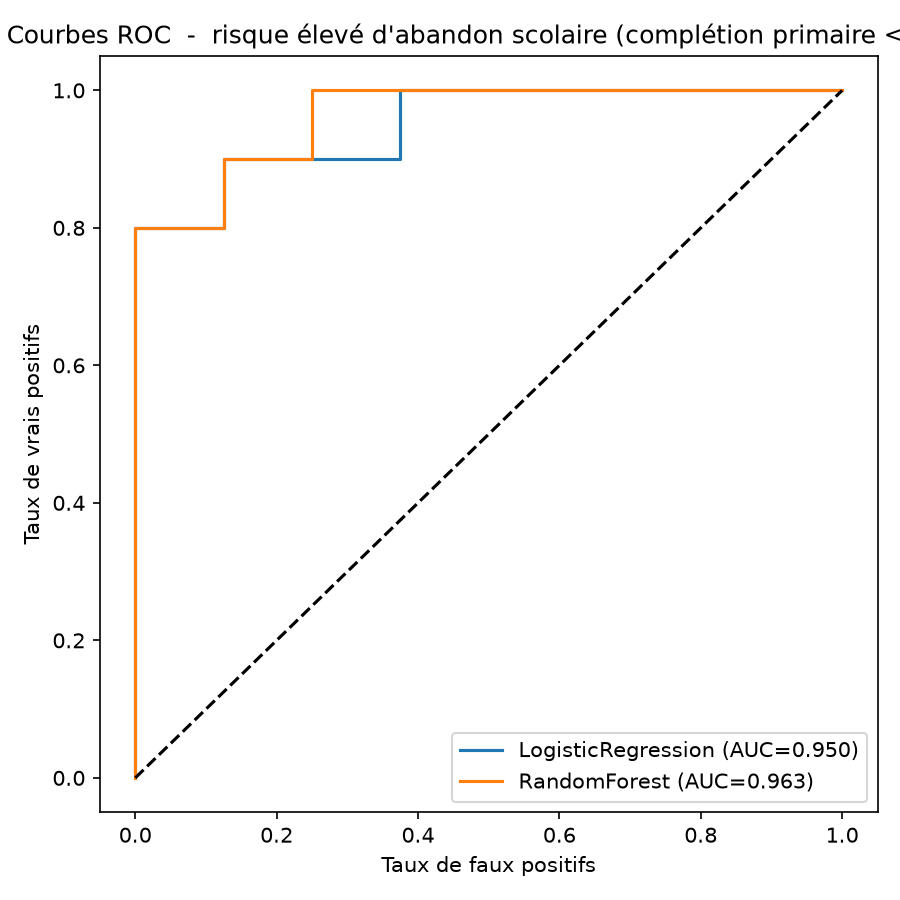 Courbes ROC - risque élevé d'abandon scolaire (complétion primaire <
1.0
0.8
0.6
0.4
0.2
0.0
Taux de vrais positifs
LogisticRegression (AUC=0.950)
RandomForest (AUC=0.963)
0.0 0.2 0.4 0.6 0.8 1.0
Taux de faux positifs